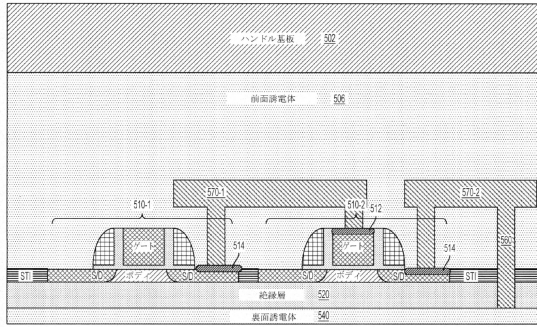 ハンドル基板 502
前面誘電体 506
570-1 570-2
510-1 510-2
512
514 514
ゲート ゲート
560
STI S/D ボディ S/D S/D ボディ S/D STI
絶縁層 520
裏面誘電体 540